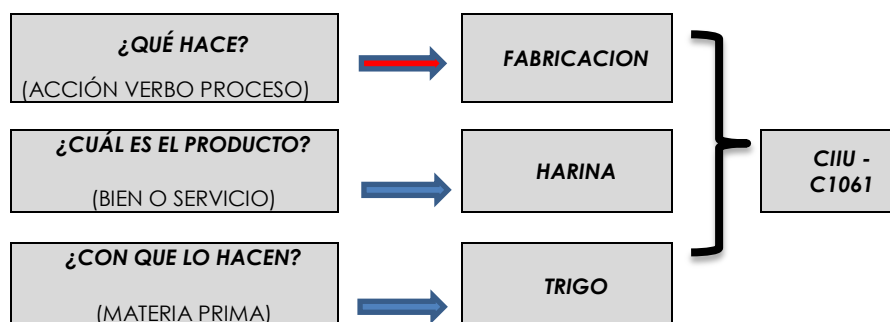 ¿QUÉ HACE?
(ACCIÓN VERBO PROCESO)
FABRICACION
¿CUÁL ES EL PRODUCTO?
(BIEN O SERVICIO)
HARINA
CIIU -
C1061
¿CON QUE LO HACEN?
(MATERIA PRIMA)
TRIGO